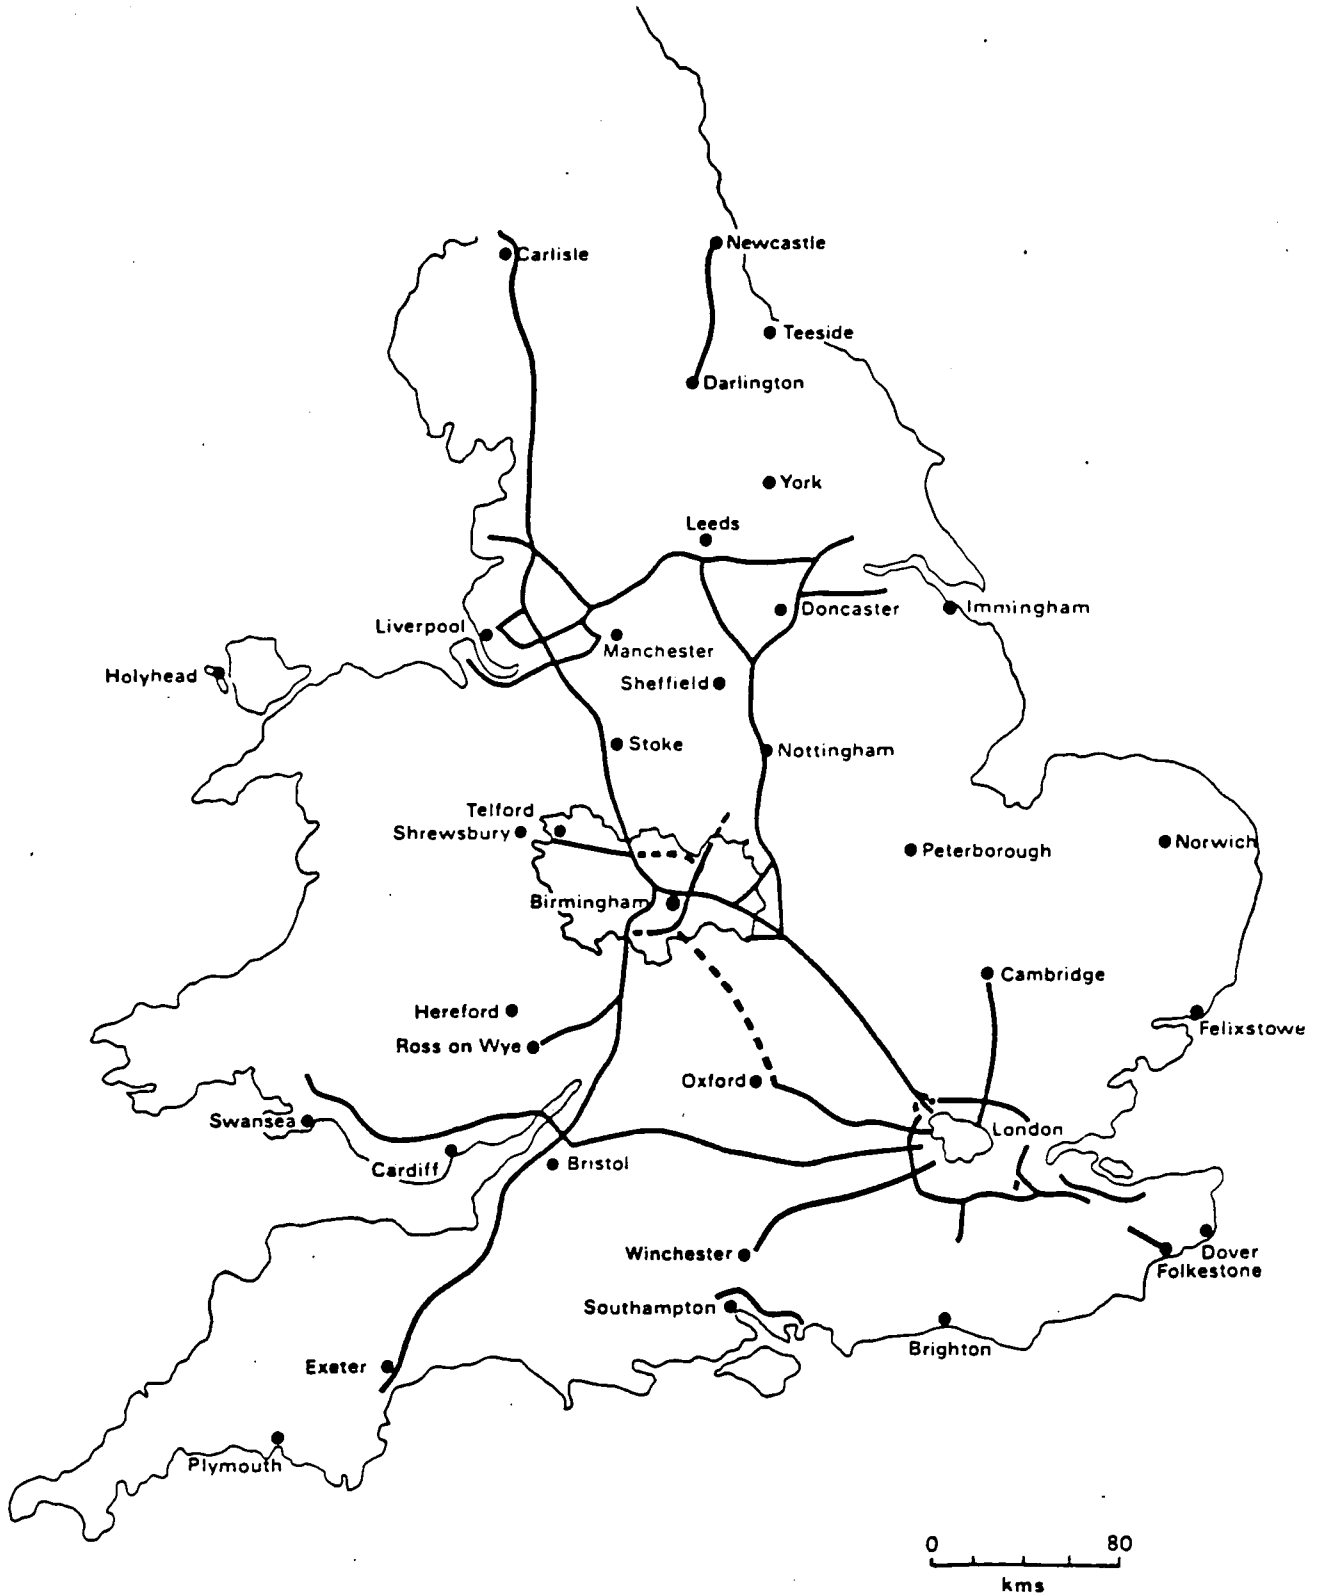 Newcastle
Carlisle
Teeside
Darlington
York
Leeds
Doncaster
Immingham
Liverpool
Manchester
Holyhead
Sheffield
Stoke
Nottingham
Telford
Shrewsbury
Norwich
Peterborough
Birmingham
Cambridge
Hereford
Felixstowe
Ross on Wye
Oxford
Swansea
London
Cardiff
Bristol
Winchester
Dover
Folkestone
Southampton
Brighton
Exeter
Plymouth
0 80
kms